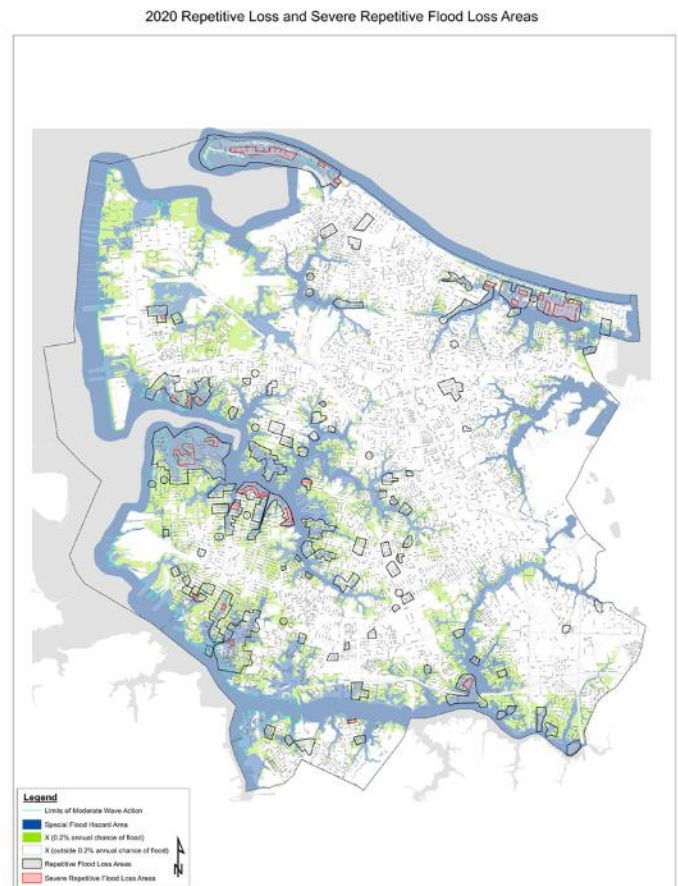 2020 Repetitive Loss and Severe Repetitive Flood Loss Areas
Legend
Limits of Moderate Wave Action
Special Flood Hazard Area
X (0.2% annual chance of flood)
X (outside 0.2% annual chance of flood)
Repetitive Flood Loss Areas
Severe Repetitive Flood Loss Areas
N